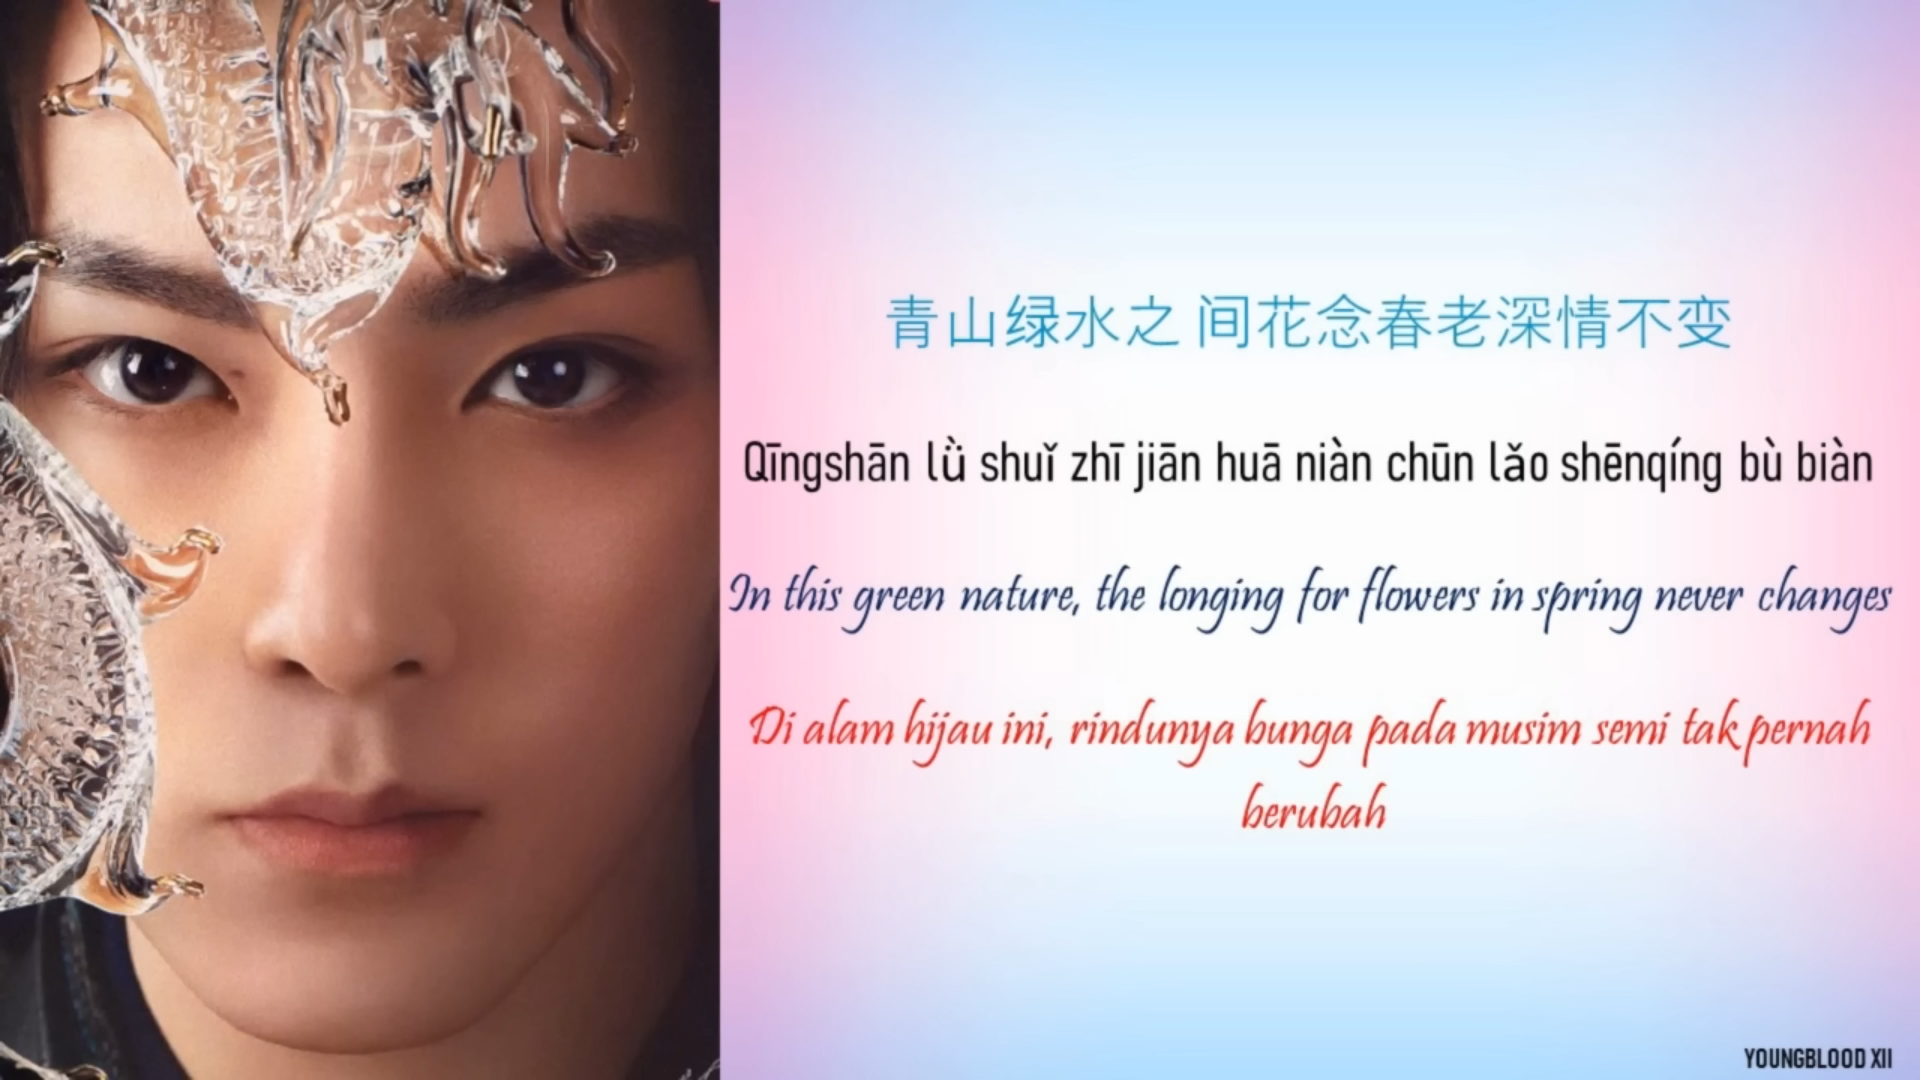 青山绿水之 间花念春老深情不变
Qīngshān lǜ shuǐ zhī jiān huā niàn chūn lǎo shēnqíng bù biàn
In this green nature, the longing for flowers in spring never changes
Di alam hijau ini, rindunya bunga pada musim semi tak pernah
berubah
YOUNGBLOOD XII